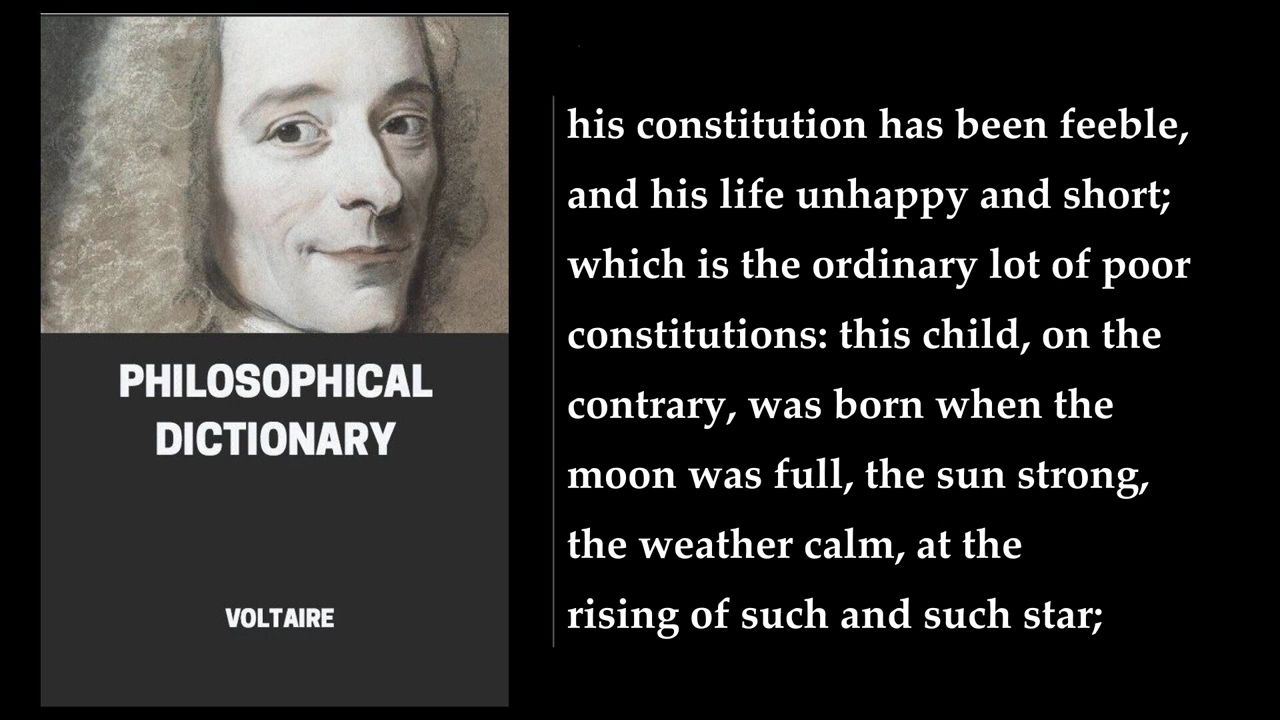 PHILOSOPHICAL
DICTIONARY
VOLTAIRE
his constitution has been feeble,
and his life unhappy and short;
which is the ordinary lot of poor
constitutions: this child, on the
contrary, was born when the
moon was full, the sun strong,
the weather calm, at the
rising of such and such star;